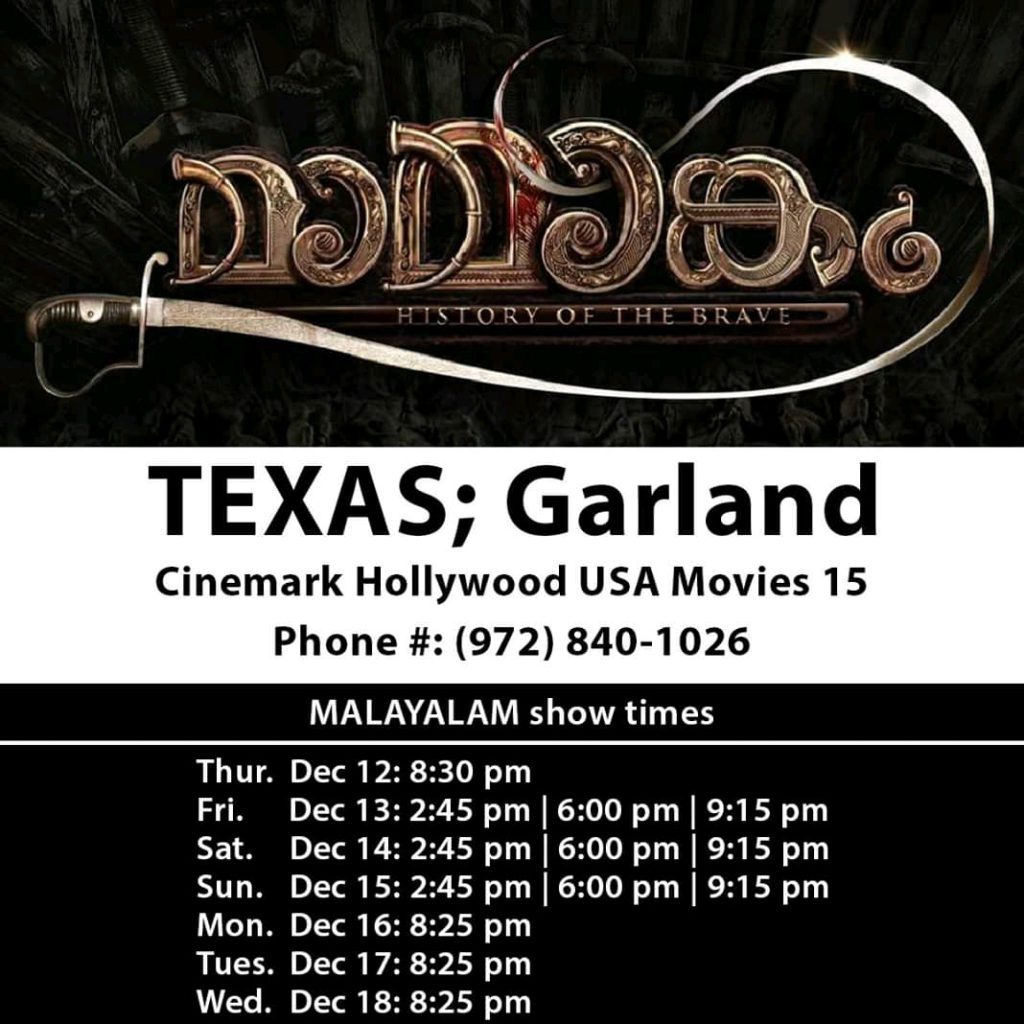 മാമാങ്കം
HISTORY OF THE BRAVE
TEXAS; Garland
Cinemark Hollywood USA Movies 15
Phone #: (972) 840-1026
MALAYALAM show times
Thur. Dec 12: 8:30 pm
Fri. Dec 13: 2:45 pm | 6:00 pm | 9:15 pm
Sat. Dec 14: 2:45 pm | 6:00 pm | 9:15 pm
Sun. Dec 15: 2:45 pm | 6:00 pm | 9:15 pm
Mon. Dec 16: 8:25 pm
Tues. Dec 17: 8:25 pm
Wed. Dec 18: 8:25 pm